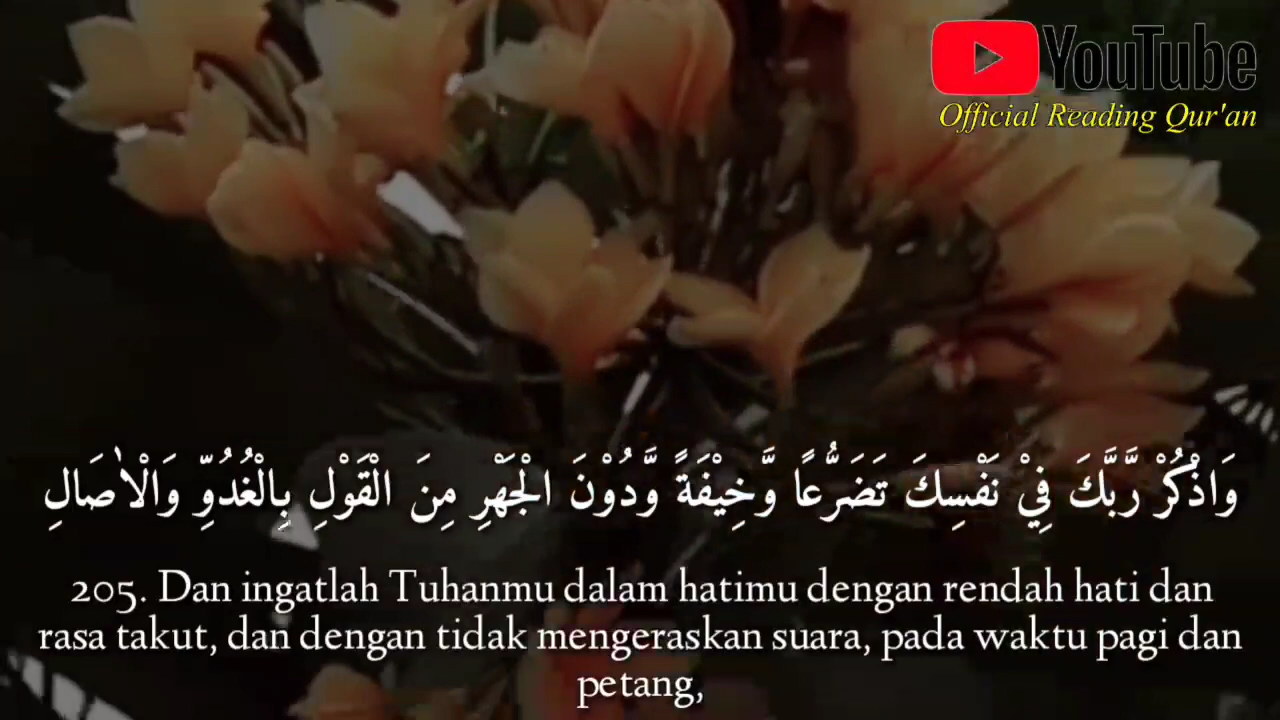 YouTube
Official Reading Qur'an
وَاذْكُرْ رَّبَّكَ فِيْ نَفْسِكَ تَضَرُّعًا وَّخِيْفَةً وَّدُوْنَ الْجَهْرِ مِنَ الْقَوْلِ بِالْغُدُوِّ وَالْاٰصَالِ
205. Dan ingatlah Tuhanmu dalam hatimu dengan rendah hati dan
rasa takut, dan dengan tidak mengeraskan suara, pada waktu pagi dan
petang,